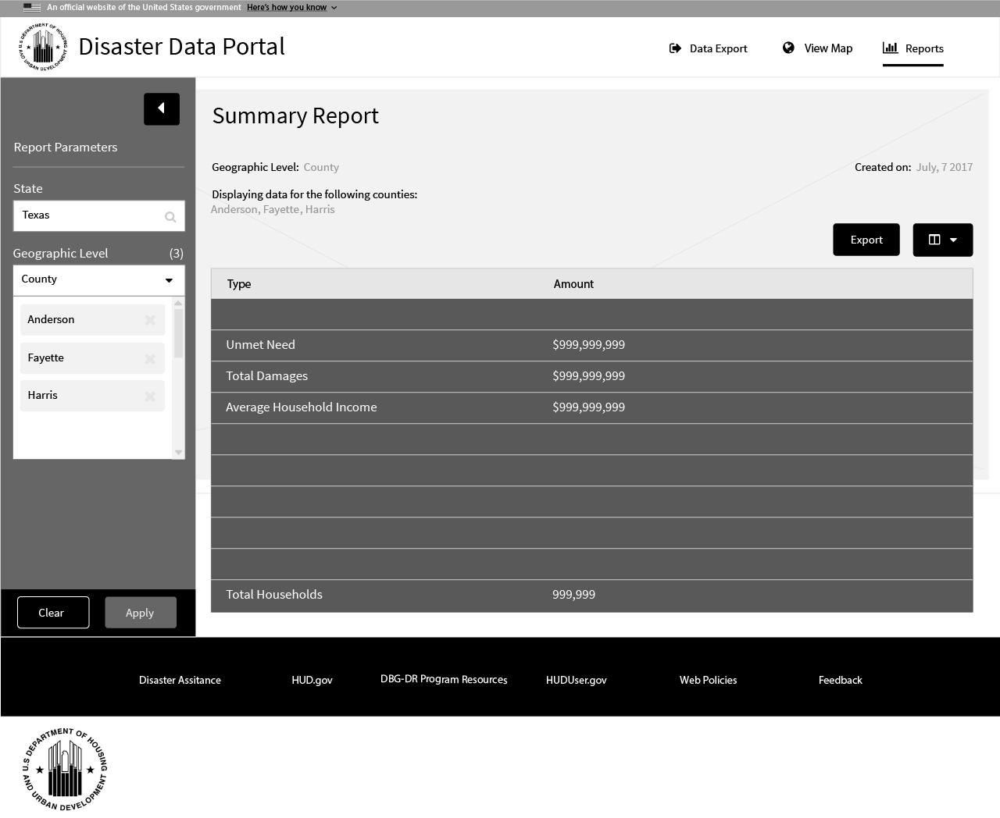 An official website of the United States government Here's how you know
U.S DEPARTMENT OF HOUSING AND URBAN DEVELOPMENT
Disaster Data Portal
Data Export
View Map
Reports
Report Parameters
State
Texas
Geographic Level (3)
County
Anderson
Fayette
Harris
Clear
Apply
Summary Report
Geographic Level: County
Created on: July, 7 2017
Displaying data for the following counties:
Anderson, Fayette, Harris
Export
Type Amount
Unmet Need $999,999,999
Total Damages $999,999,999
Average Household Income $999,999,999
Total Households 999,999
Disaster Assitance
HUD.gov
DBG-DR Program Resources
HUDUser.gov
Web Policies
Feedback
U.S DEPARTMENT OF HOUSING AND URBAN DEVELOPMENT